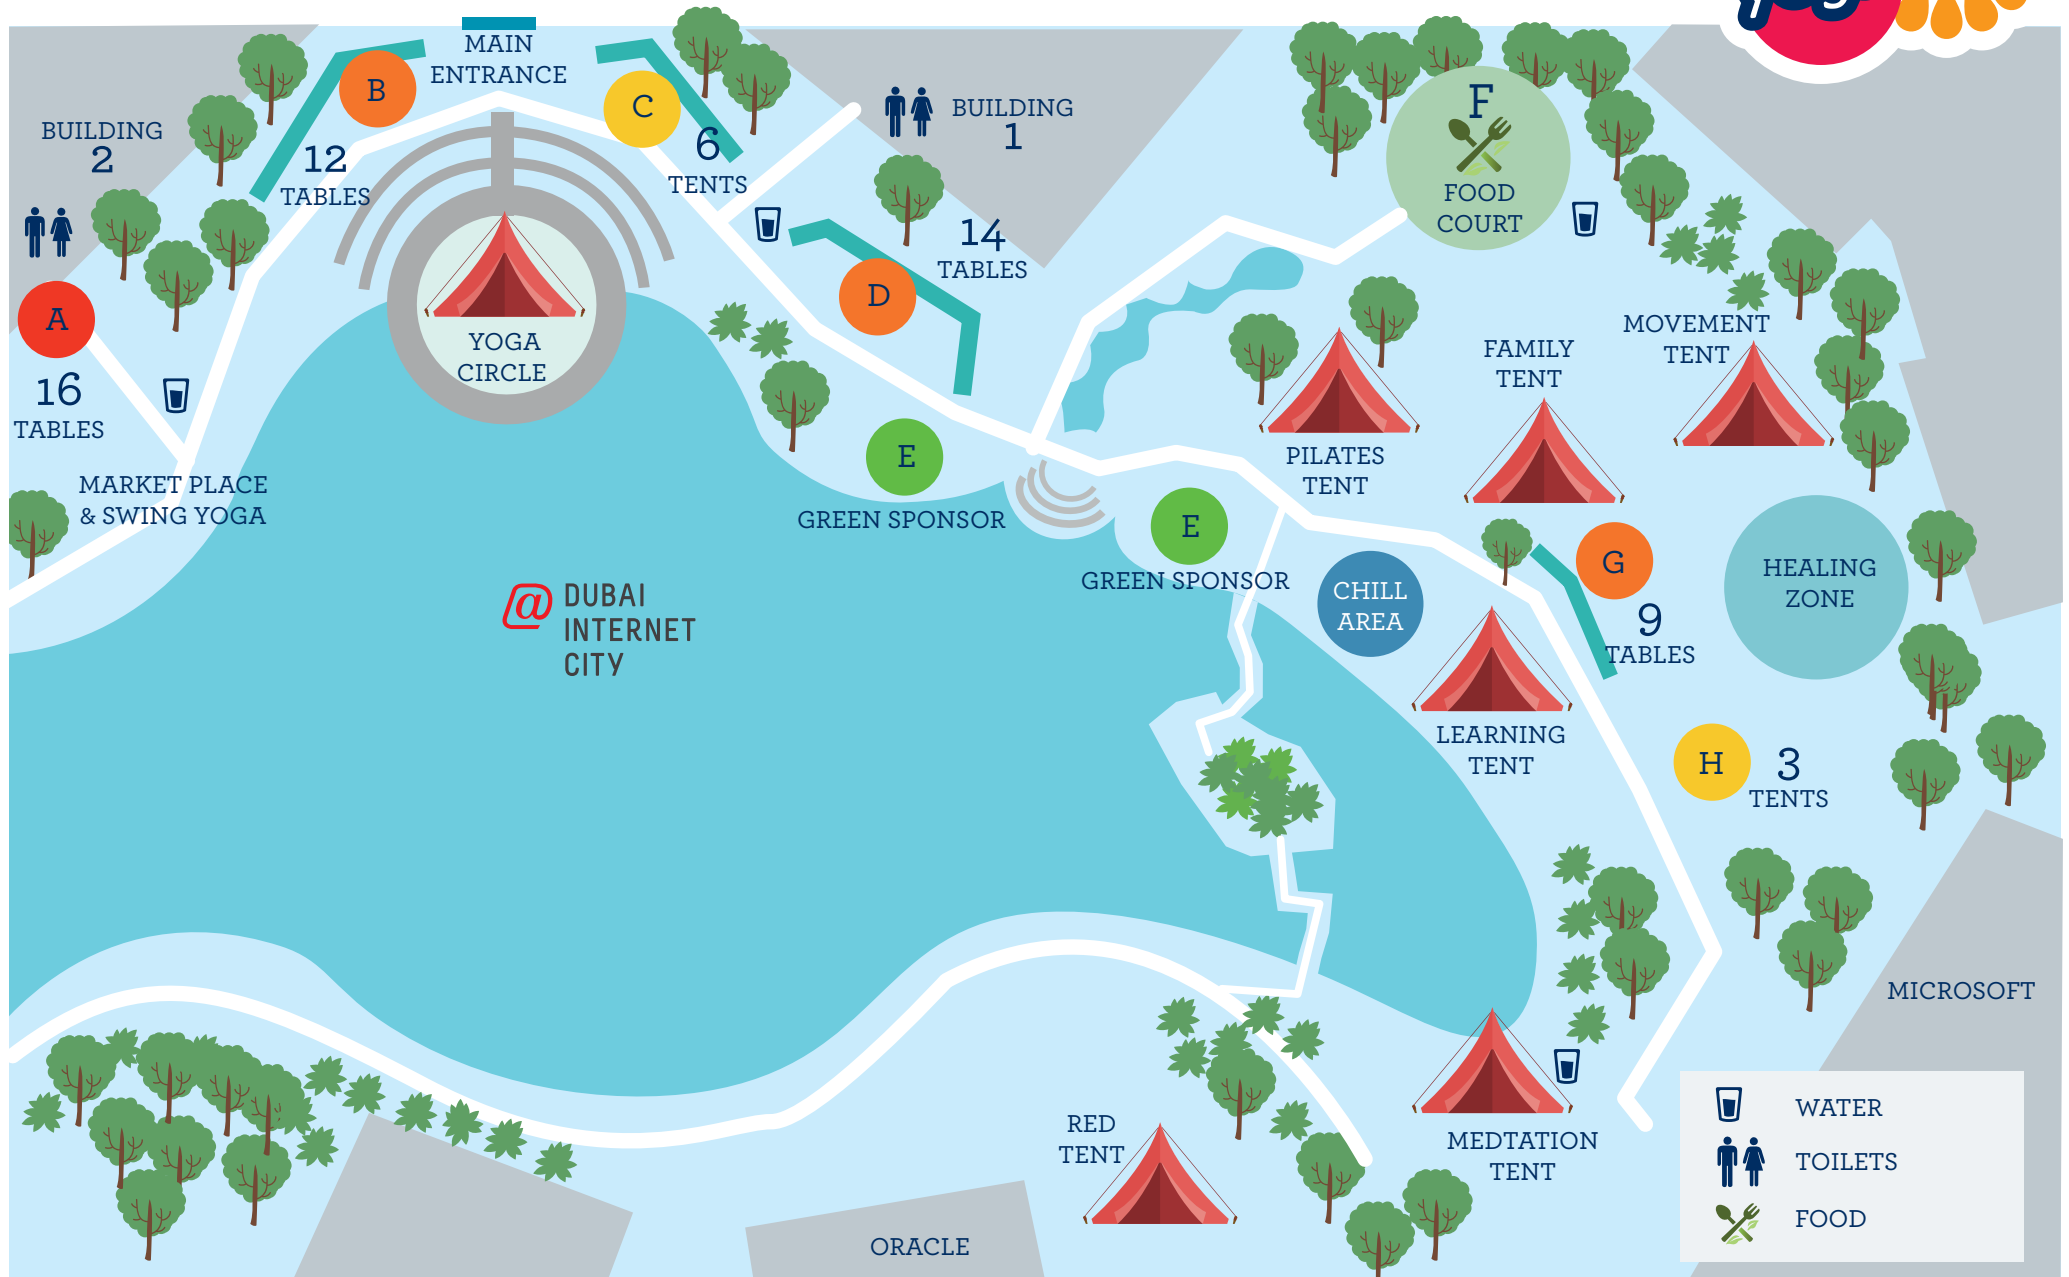 MAIN
ENTRANCE
B
C
BUILDING
2
12
TABLES
6
TENTS
BUILDING
1
F
FOOD
COURT
14
TABLES
D
A
16
TABLES
YOGA
CIRCLE
MOVEMENT
TENT
FAMILY
TENT
PILATES
TENT
MARKET PLACE
& SWING YOGA
E
GREEN SPONSOR
E
GREEN SPONSOR
@ DUBAI
INTERNET
CITY
CHILL
AREA
G
9
TABLES
HEALING
ZONE
LEARNING
TENT
H
3
TENTS
MICROSOFT
RED
TENT
MEDTATION
TENT
ORACLE
WATER
TOILETS
FOOD